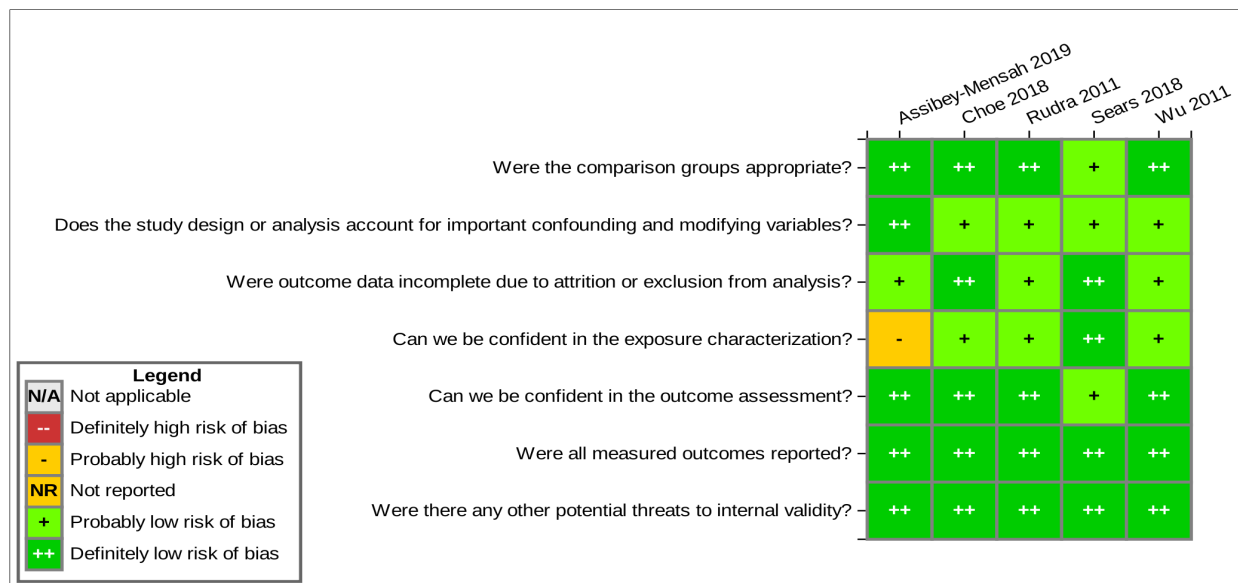 Assibey-Mensah 2019
Choe 2018
Rudra 2011
Sears 2018
Wu 2011
Were the comparison groups appropriate? ++ ++ ++ + ++
Does the study design or analysis account for important confounding and modifying variables? ++ + + + +
Were outcome data incomplete due to attrition or exclusion from analysis? + ++ + ++ +
Can we be confident in the exposure characterization? - + + ++ +
Can we be confident in the outcome assessment? ++ ++ ++ + ++
Were all measured outcomes reported? ++ ++ ++ ++ ++
Were there any other potential threats to internal validity? ++ ++ ++ ++ ++
Legend
N/A Not applicable
-- Definitely high risk of bias
- Probably high risk of bias
NR Not reported
+ Probably low risk of bias
++ Definitely low risk of bias